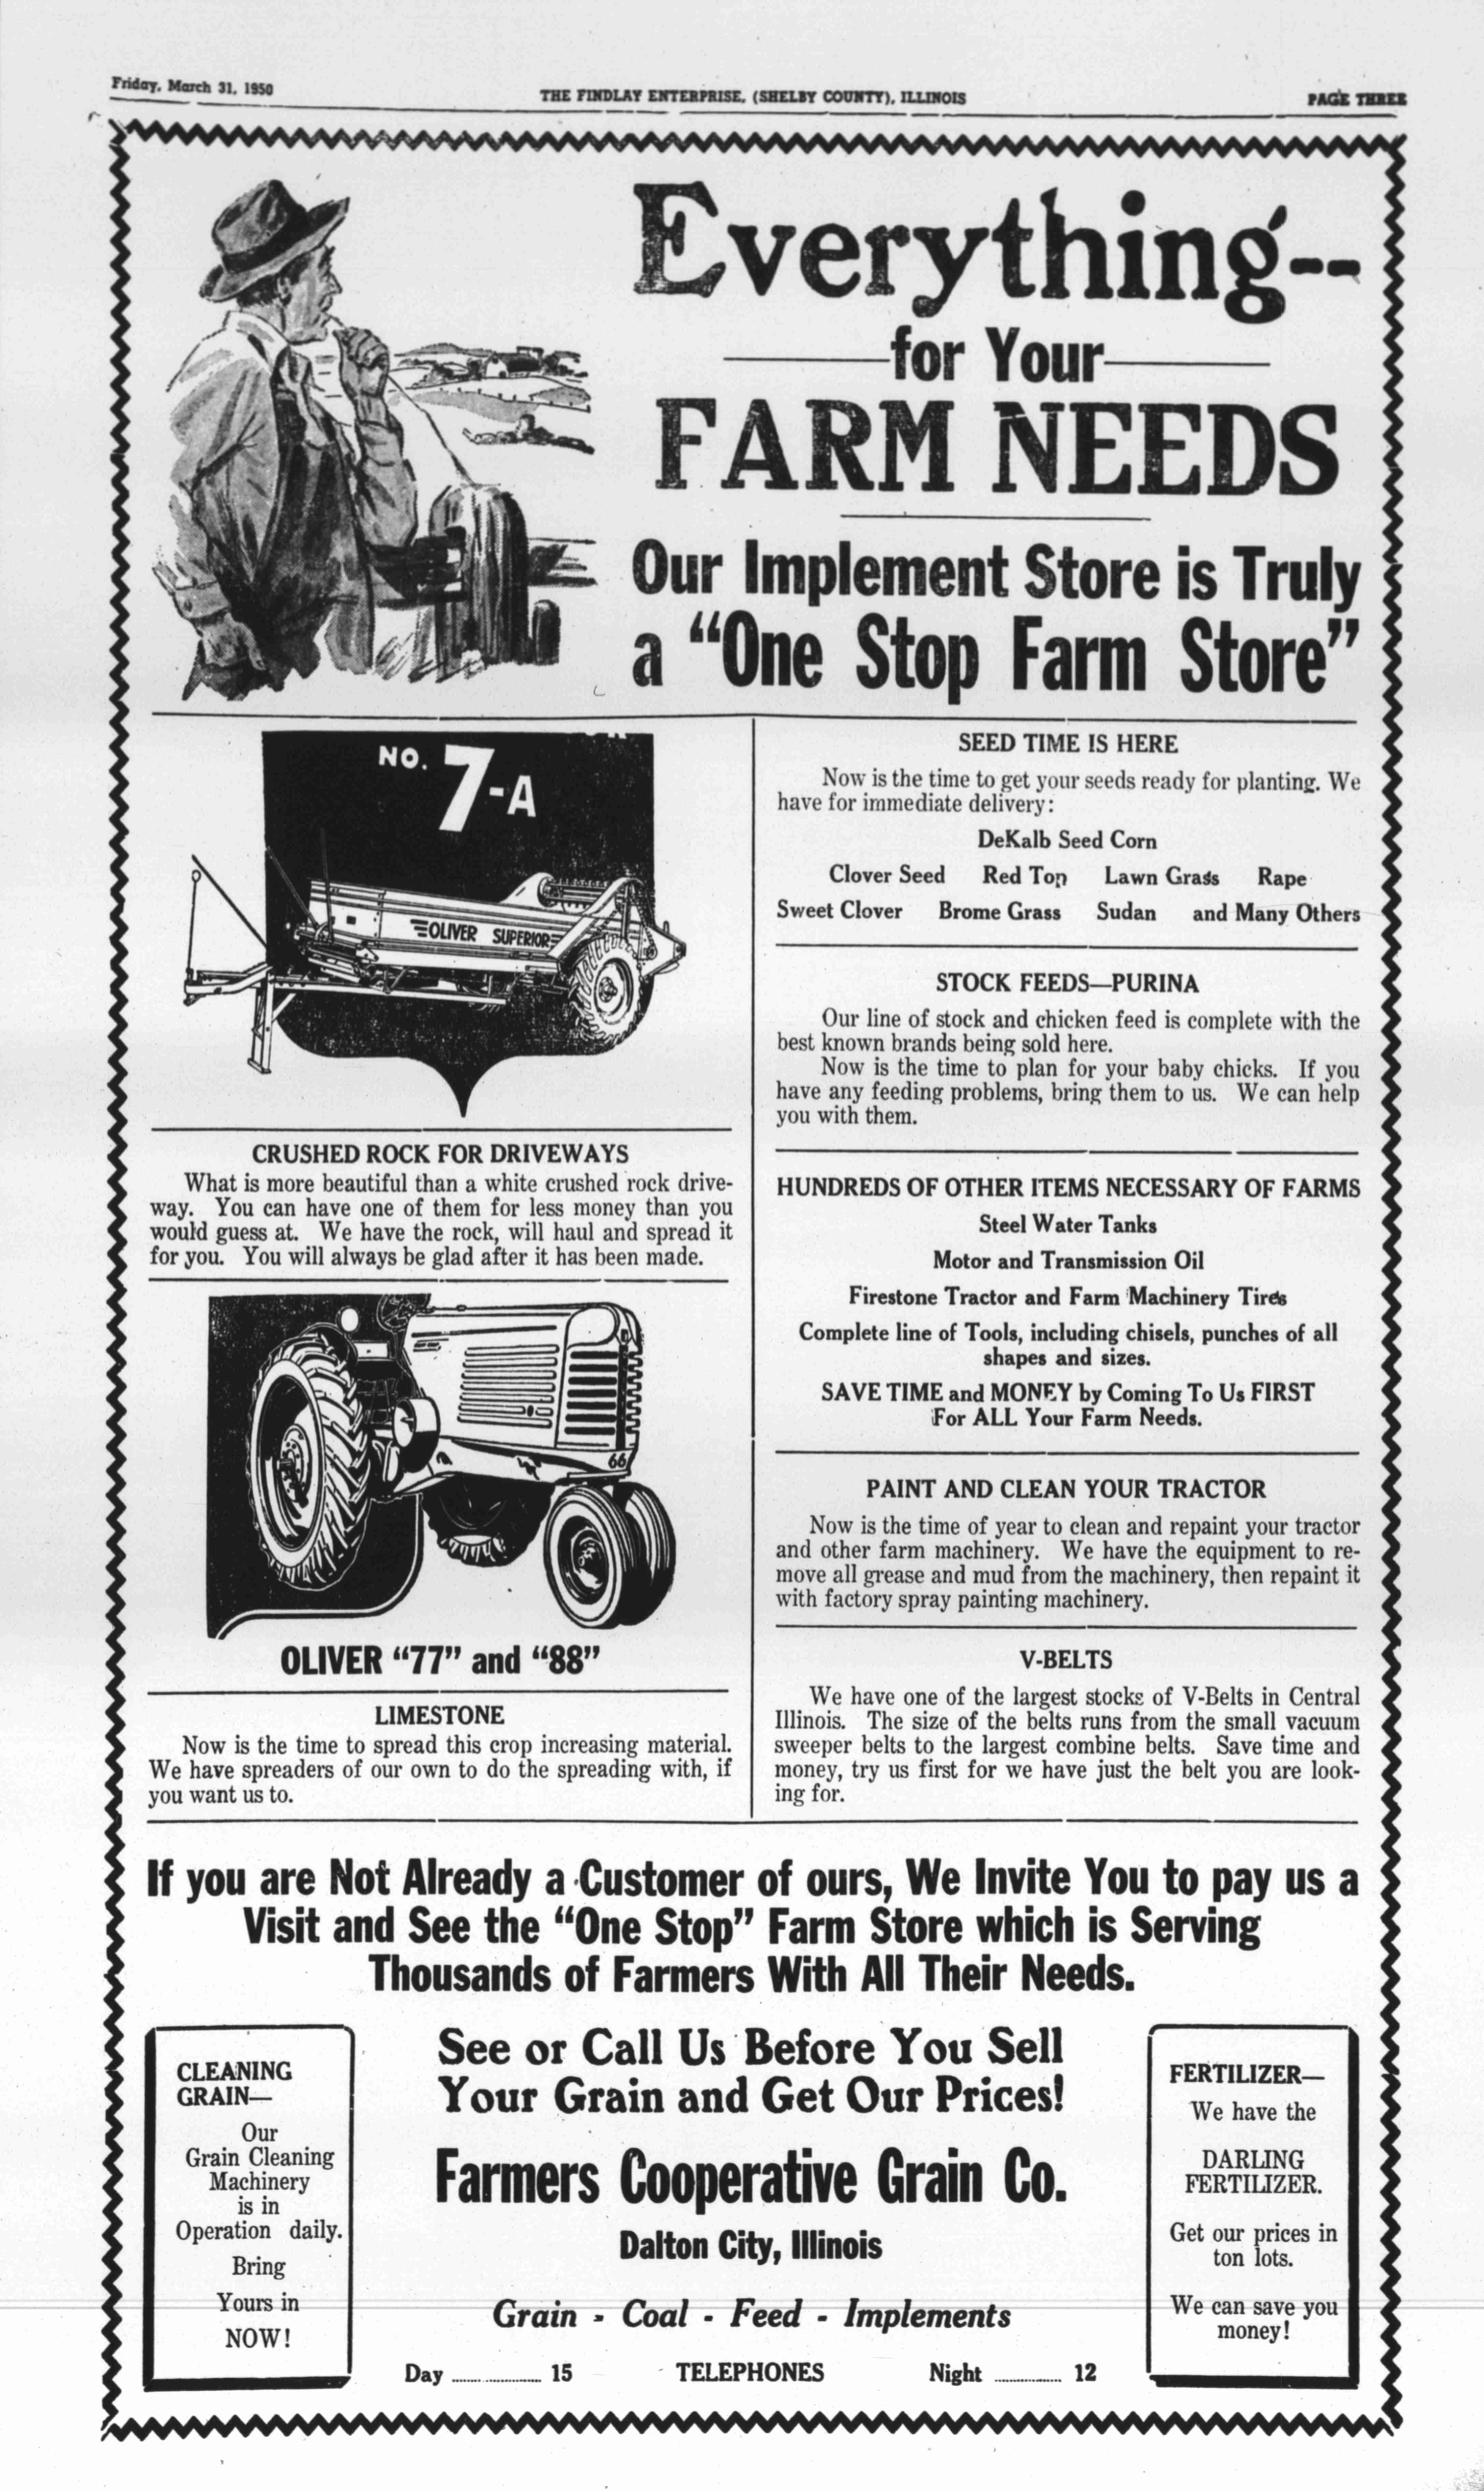 Friday, March 31, 1950
THE FINDLAY ENTERPRISE, (SHELBY COUNTY), ILLINOIS
PAGE THREE
Everything--
for Your
FARM NEEDS
Our Implement Store is Truly
a “One Stop Farm Store”
NO. 7-A
OLIVER SUPERIOR
CRUSHED ROCK FOR DRIVEWAYS
What is more beautiful than a white crushed rock drive-
way. You can have one of them for less money than you
would guess at. We have the rock, will haul and spread it
for you. You will always be glad after it has been made.
66
OLIVER “77” and “88”
LIMESTONE
Now is the time to spread this crop increasing material.
We have spreaders of our own to do the spreading with, if
you want us to.
SEED TIME IS HERE
Now is the time to get your seeds ready for planting. We
have for immediate delivery:
DeKalb Seed Corn
Clover Seed Red Top Lawn Grass Rape
Sweet Clover Brome Grass Sudan and Many Others
STOCK FEEDS—PURINA
Our line of stock and chicken feed is complete with the
best known brands being sold here.
Now is the time to plan for your baby chicks. If you
have any feeding problems, bring them to us. We can help
you with them.
HUNDREDS OF OTHER ITEMS NECESSARY OF FARMS
Steel Water Tanks
Motor and Transmission Oil
Firestone Tractor and Farm Machinery Tires
Complete line of Tools, including chisels, punches of all
shapes and sizes.
SAVE TIME and MONEY by Coming To Us FIRST
For ALL Your Farm Needs.
PAINT AND CLEAN YOUR TRACTOR
Now is the time of year to clean and repaint your tractor
and other farm machinery. We have the equipment to re-
move all grease and mud from the machinery, then repaint it
with factory spray painting machinery.
V-BELTS
We have one of the largest stocks of V-Belts in Central
Illinois. The size of the belts runs from the small vacuum
sweeper belts to the largest combine belts. Save time and
money, try us first for we have just the belt you are look-
ing for.
If you are Not Already a Customer of ours, We Invite You to pay us a
Visit and See the “One Stop” Farm Store which is Serving
Thousands of Farmers With All Their Needs.
CLEANING
GRAIN—
Our
Grain Cleaning
Machinery
is in
Operation daily.
Bring
Yours in
NOW!
See or Call Us Before You Sell
Your Grain and Get Our Prices!
Farmers Cooperative Grain Co.
Dalton City, Illinois
Grain - Coal - Feed - Implements
Day .................... 15 TELEPHONES Night ............... 12
FERTILIZER—
We have the
DARLING
FERTILIZER.
Get our prices in
ton lots.
We can save you
money!